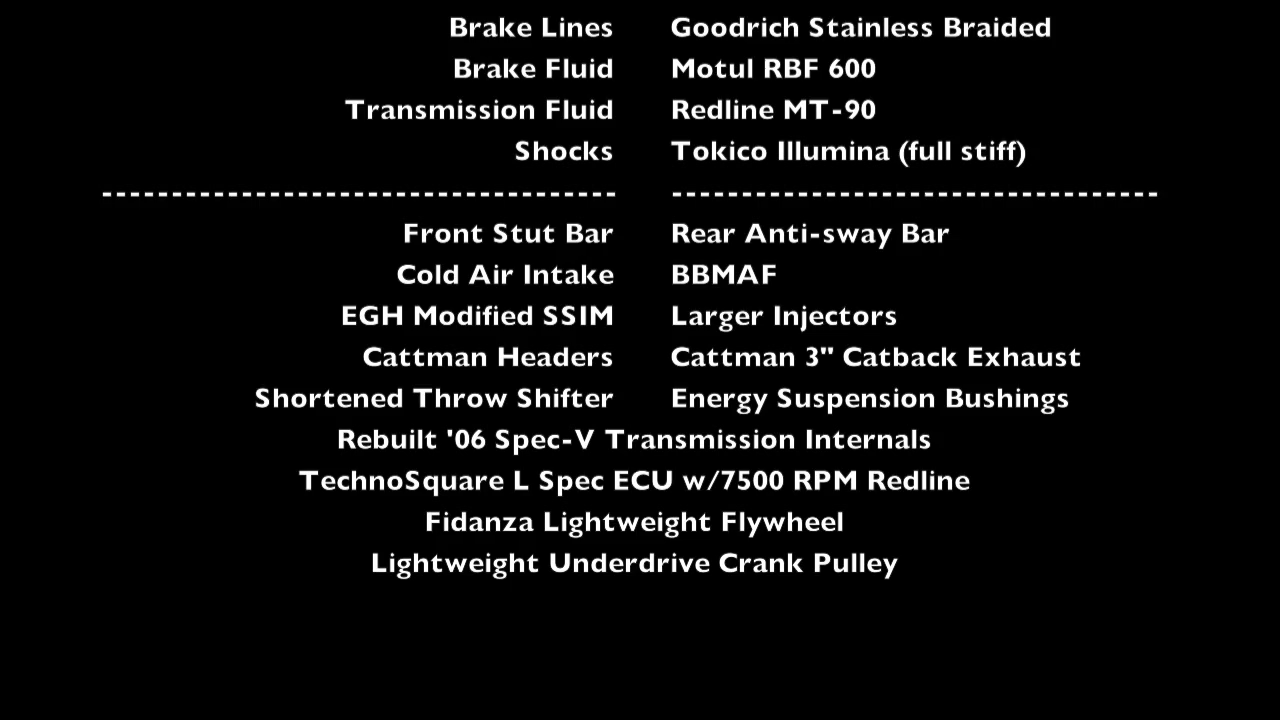 Brake Lines Goodrich Stainless Braided
Brake Fluid Motul RBF 600
Transmission Fluid Redline MT-90
Shocks Tokico Illumina (full stiff)
------------------------------------- -----------------------------------
Front Stut Bar Rear Anti-sway Bar
Cold Air Intake BBMAF
EGH Modified SSIM Larger Injectors
Cattman Headers Cattman 3" Catback Exhaust
Shortened Throw Shifter Energy Suspension Bushings
Rebuilt '06 Spec-V Transmission Internals
TechnoSquare L Spec ECU w/7500 RPM Redline
Fidanza Lightweight Flywheel
Lightweight Underdrive Crank Pulley